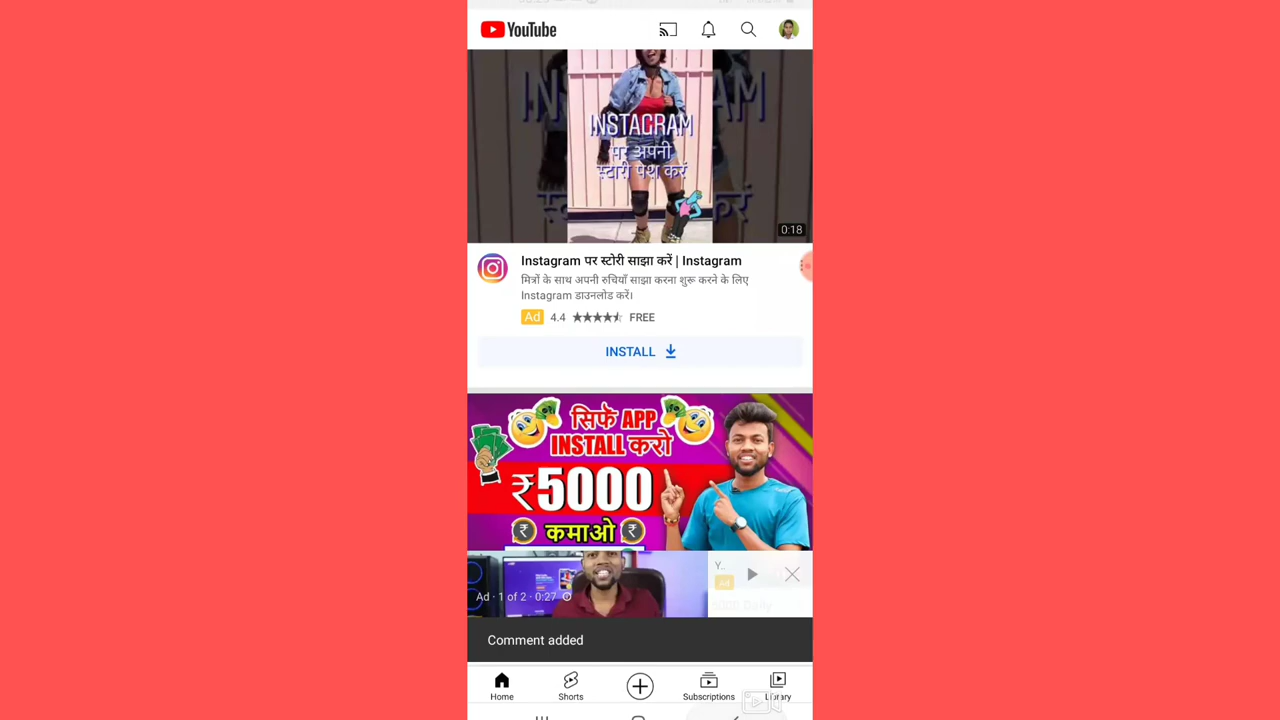 YouTube
INSTAGRAM
पर अपनी
स्टोरी पेश करें
0:18
Instagram पर स्टोरी साझा करें | Instagram
मित्रों के साथ अपनी रुचियाँ साझा करना शुरू करने के लिए
Instagram डाउनलोड करें।
Ad 4.4 FREE
INSTALL
सिर्फ APP
INSTALL करो
₹5000
₹ कमाओ ₹
Y..
Ad
Ad · 1 of 2 · 0:27
Comment added
Home Shorts Subscriptions Library